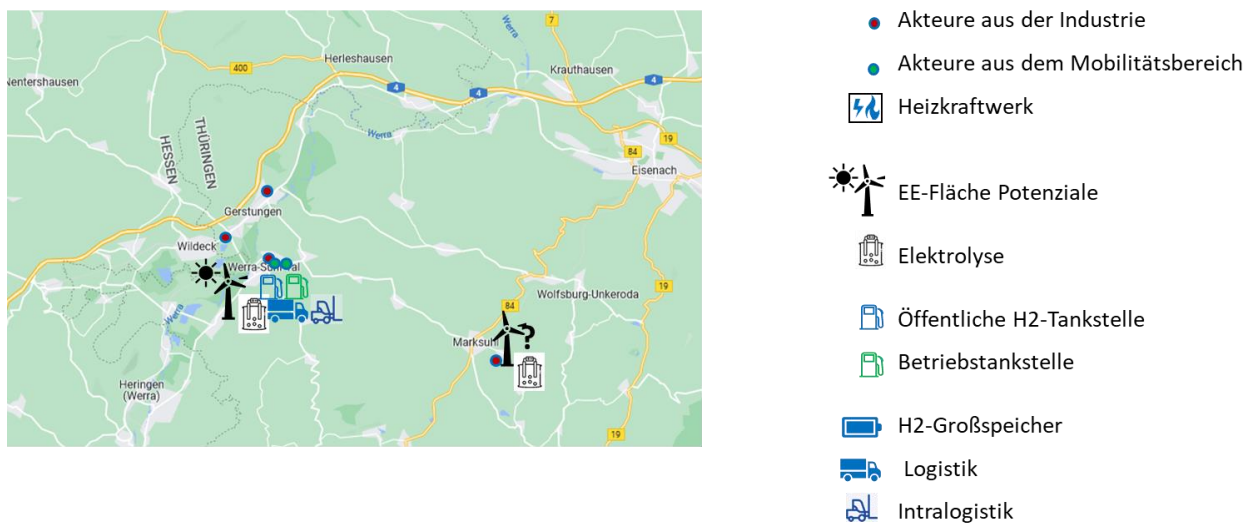 7
Werra
Herleshausen
400
Krauthausen
4
4
4
Nentershausen
Werra
THÜRINGEN
HESSEN
19
84
Eisenach
Gerstungen
Wildeck
Werra-Suhl-Tal
19
Wolfsburg-Unkeroda
84
Werra
Marksuhl
?
Heringen
(Werra)
19
Akteure aus der Industrie
Akteure aus dem Mobilitätsbereich
Heizkraftwerk
EE-Fläche Potenziale
Elektrolyse
Öffentliche H2-Tankstelle
Betriebstankstelle
H2-Großspeicher
Logistik
Intralogistik